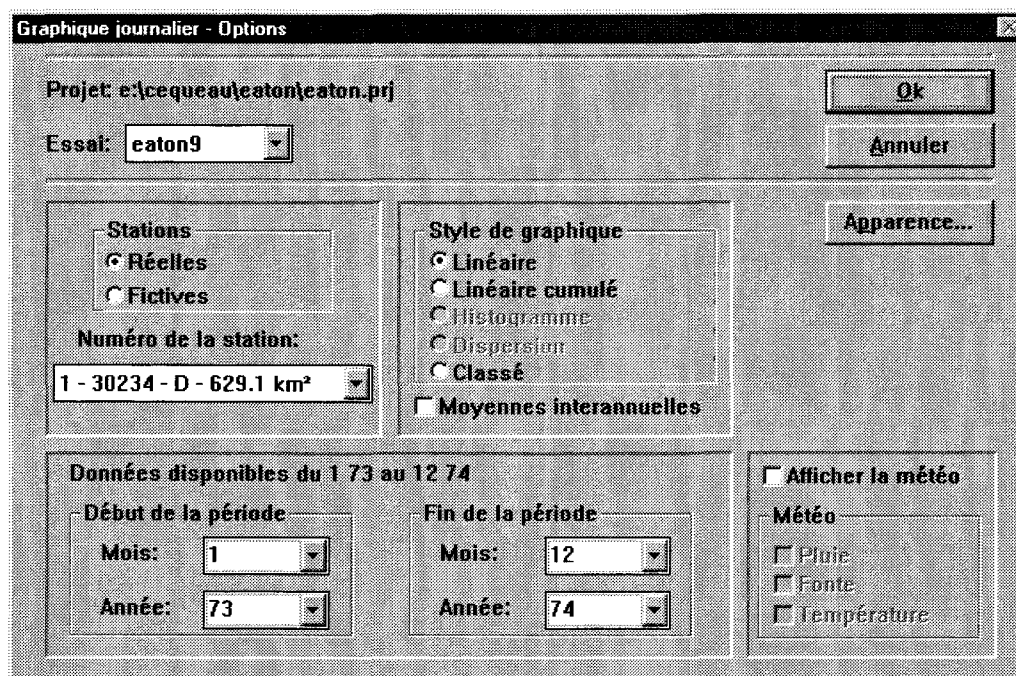 Graphique journalier - Options
Projet: e:\cequeau\eaton\eaton.prj
Ok
Essai: eaton9
Annuler
Apparence...
Stations
Réelles
Fictives
Numéro de la station:
1 - 30234 - D - 629.1 km²
Style de graphique
Linéaire
Linéaire cumulé
Histogramme
Dispersion
Classé
Moyennes interannuelles
Données disponibles du 1 73 au 12 74
Début de la période
Mois: 1
Année: 73
Fin de la période
Mois: 12
Année: 74
Afficher la météo
Météo
Pluie
Fonte
Température